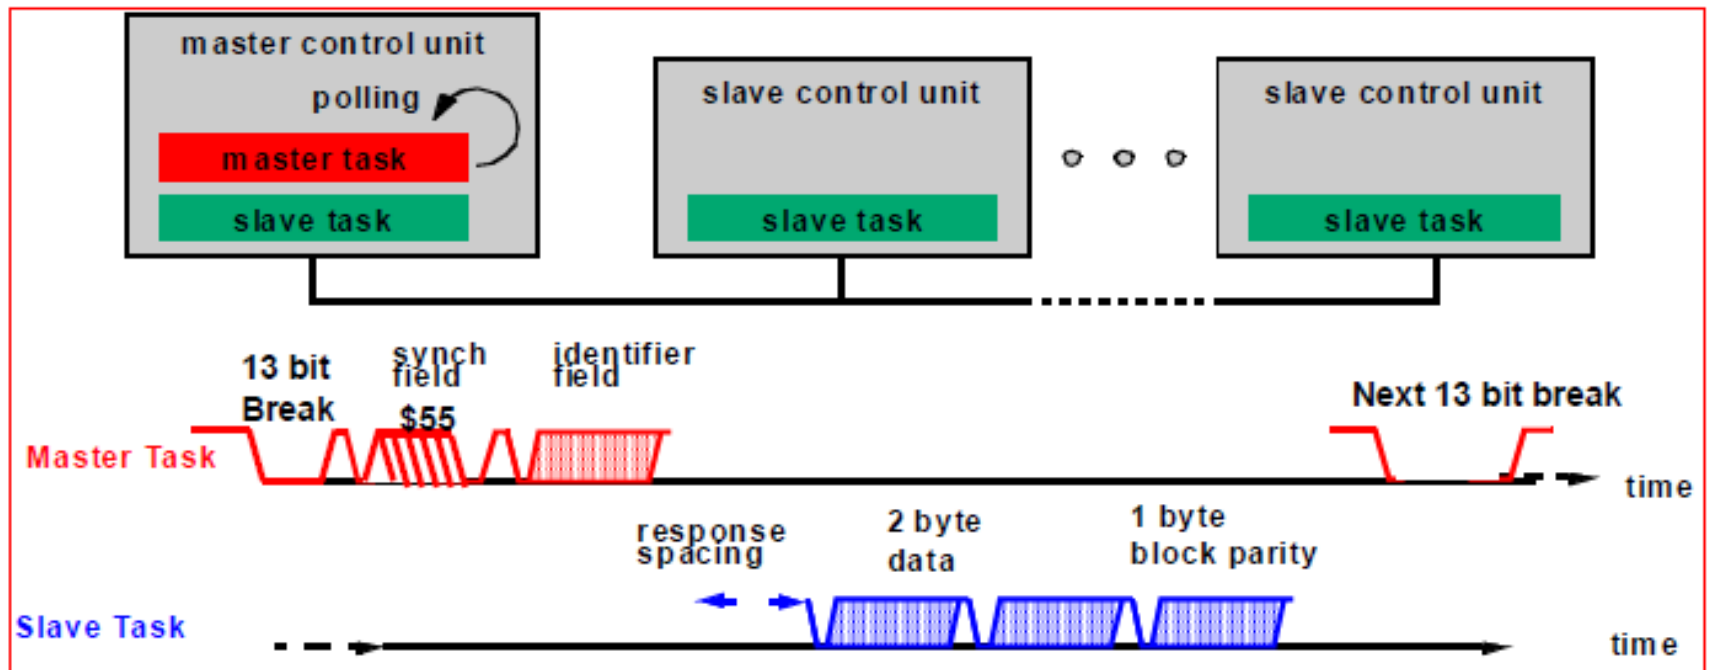 master control unit
polling
master task
slave task
slave control unit
slave task
slave control unit
slave task
13 bit
Break
synch
field
$55
identifier
field
Next 13 bit break
Master Task
time
response
spacing
2 byte
data
1 byte
block parity
Slave Task
time